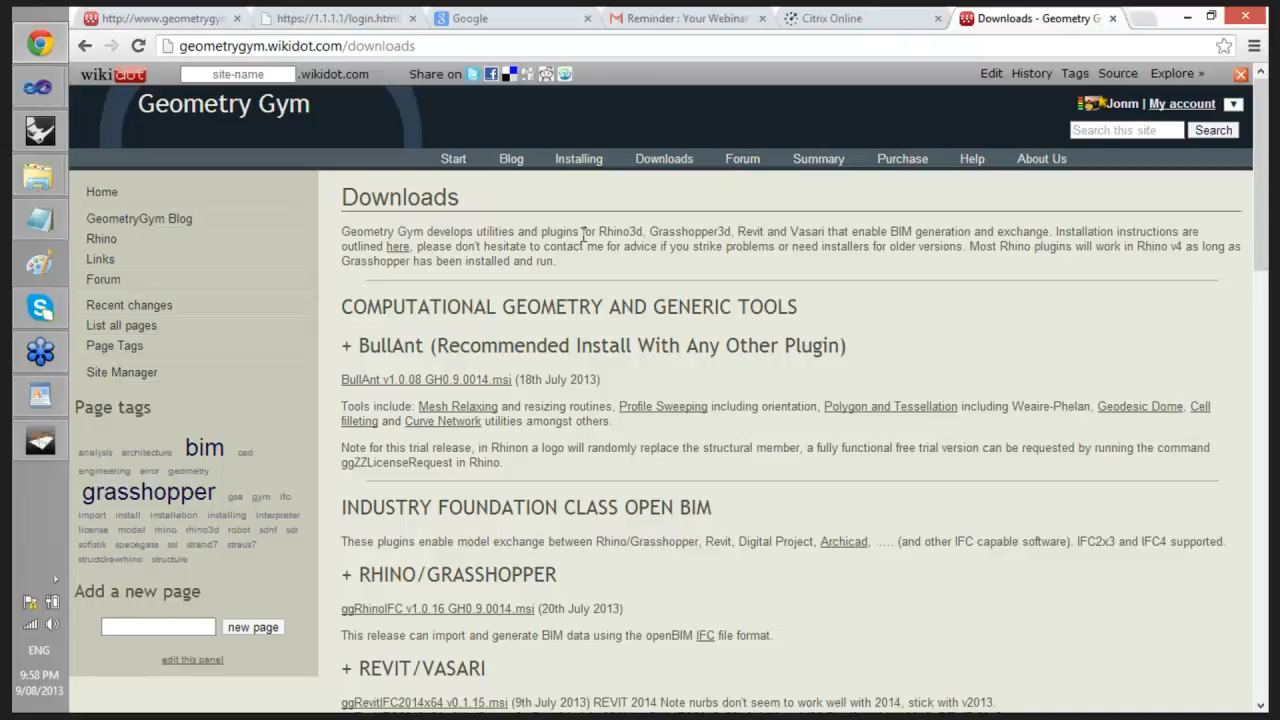 http://www.geometrygym
https://1.1.1.1/login.html
Google
Reminder : Your Webinar
Citrix Online
Downloads - Geometry G
geometrygym.wikidot.com/downloads
wikidot
site-name .wikidot.com
Share on
Edit History Tags Source Explore »
Geometry Gym
Jonm | My account
Search this site Search
Start Blog Installing Downloads Forum Summary Purchase Help About Us
Home
GeometryGym Blog
Rhino
Links
Forum
Recent changes
List all pages
Page Tags
Site Manager
Page tags
analysis architecture bim cad
engineering error geometry
grasshopper gsa gym ifc
import install installation installing interpreter
license model rhino rhino3d robot sdnf sdr
sofistik spacegass ssi strand7 straus7
structdrawrhino structure
Add a new page
new page
edit this panel
Downloads
Geometry Gym develops utilities and plugins for Rhino3d, Grasshopper3d, Revit and Vasari that enable BIM generation and exchange. Installation instructions are
outlined here, please don't hesitate to contact me for advice if you strike problems or need installers for older versions. Most Rhino plugins will work in Rhino v4 as long as
Grasshopper has been installed and run.
COMPUTATIONAL GEOMETRY AND GENERIC TOOLS
+ BullAnt (Recommended Install With Any Other Plugin)
BullAnt v1.0.08 GH0.9.0014.msi (18th July 2013)
Tools include: Mesh Relaxing and resizing routines, Profile Sweeping including orientation, Polygon and Tessellation including Weaire-Phelan, Geodesic Dome, Cell
filleting and Curve Network utilities amongst others.
Note for this trial release, in Rhinon a logo will randomly replace the structural member, a fully functional free trial version can be requested by running the command
ggZZLicenseRequest in Rhino.
INDUSTRY FOUNDATION CLASS OPEN BIM
These plugins enable model exchange between Rhino/Grasshopper, Revit, Digital Project, Archicad, ..... (and other IFC capable software). IFC2x3 and IFC4 supported.
+ RHINO/GRASSHOPPER
ggRhinoIFC v1.0.16 GH0.9.0014.msi (20th July 2013)
This release can import and generate BIM data using the openBIM IFC file format.
+ REVIT/VASARI
ggRevitIFC2014x64 v0.1.15.msi (9th July 2013) REVIT 2014 Note nurbs don't seem to work well with 2014, stick with v2013.
ENG
9:58 PM
9/08/2013